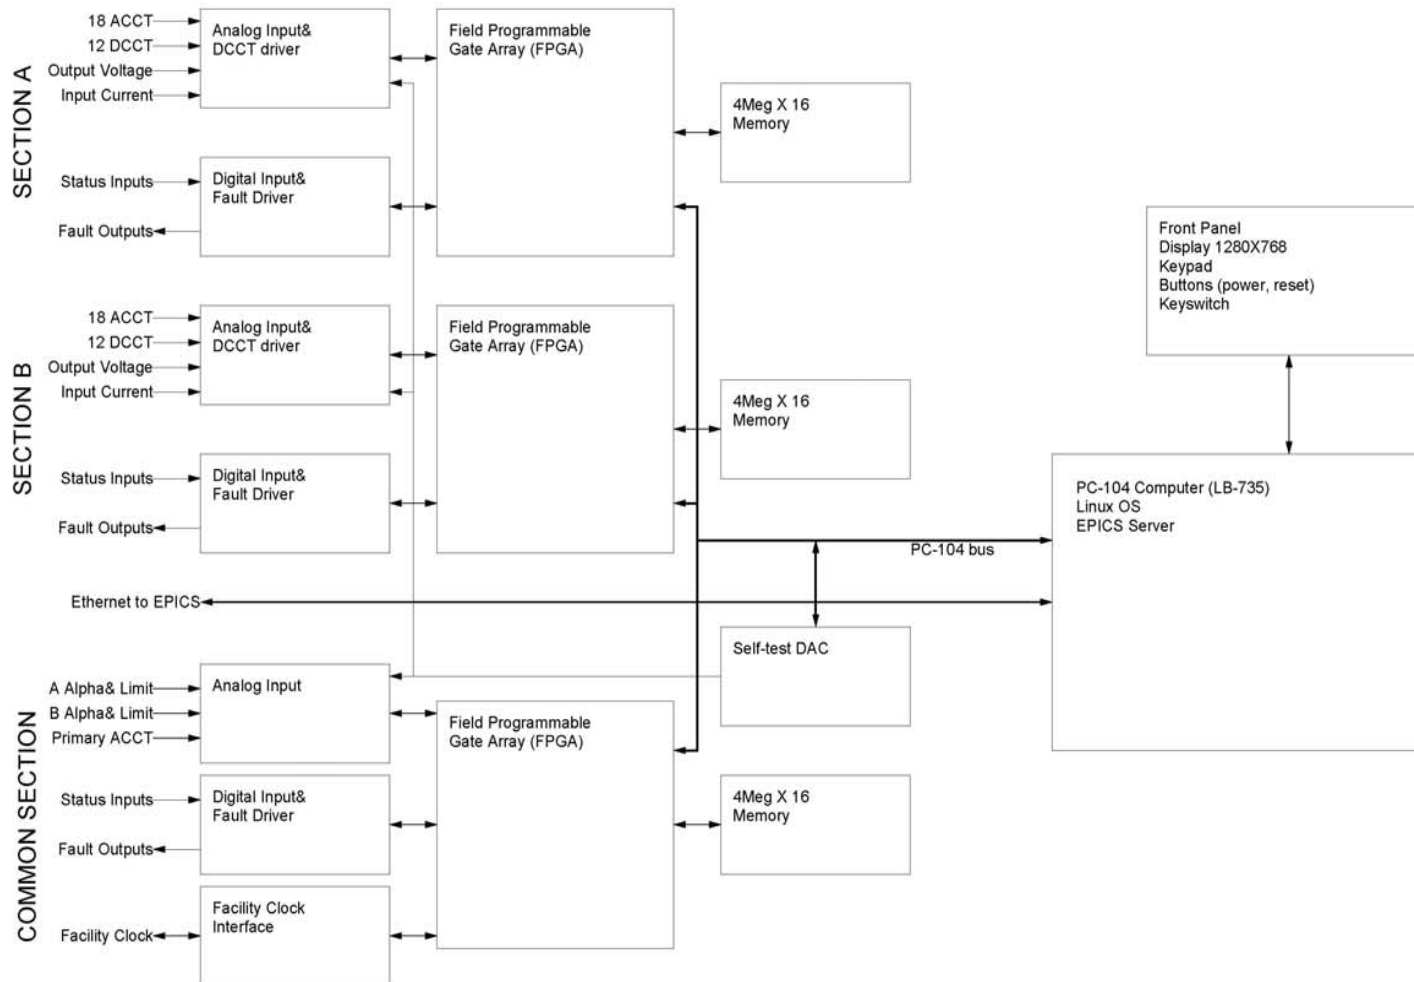 SECTION A
18 ACCT
12 DCCT
Output Voltage
Input Current
Analog Input&
DCCT driver
Field Programmable
Gate Array (FPGA)
4Meg X 16
Memory
Status Inputs
Fault Outputs
Digital Input&
Fault Driver
Front Panel
Display 1280X768
Keypad
Buttons (power, reset)
Keyswitch
SECTION B
18 ACCT
12 DCCT
Output Voltage
Input Current
Analog Input&
DCCT driver
Field Programmable
Gate Array (FPGA)
4Meg X 16
Memory
Status Inputs
Fault Outputs
Digital Input&
Fault Driver
PC-104 Computer (LB-735)
Linux OS
EPICS Server
PC-104 bus
Ethernet to EPICS
Self-test DAC
COMMON SECTION
A Alpha& Limit
B Alpha& Limit
Primary ACCT
Analog Input
Field Programmable
Gate Array (FPGA)
Status Inputs
Fault Outputs
Digital Input&
Fault Driver
4Meg X 16
Memory
Facility Clock
Facility Clock
Interface